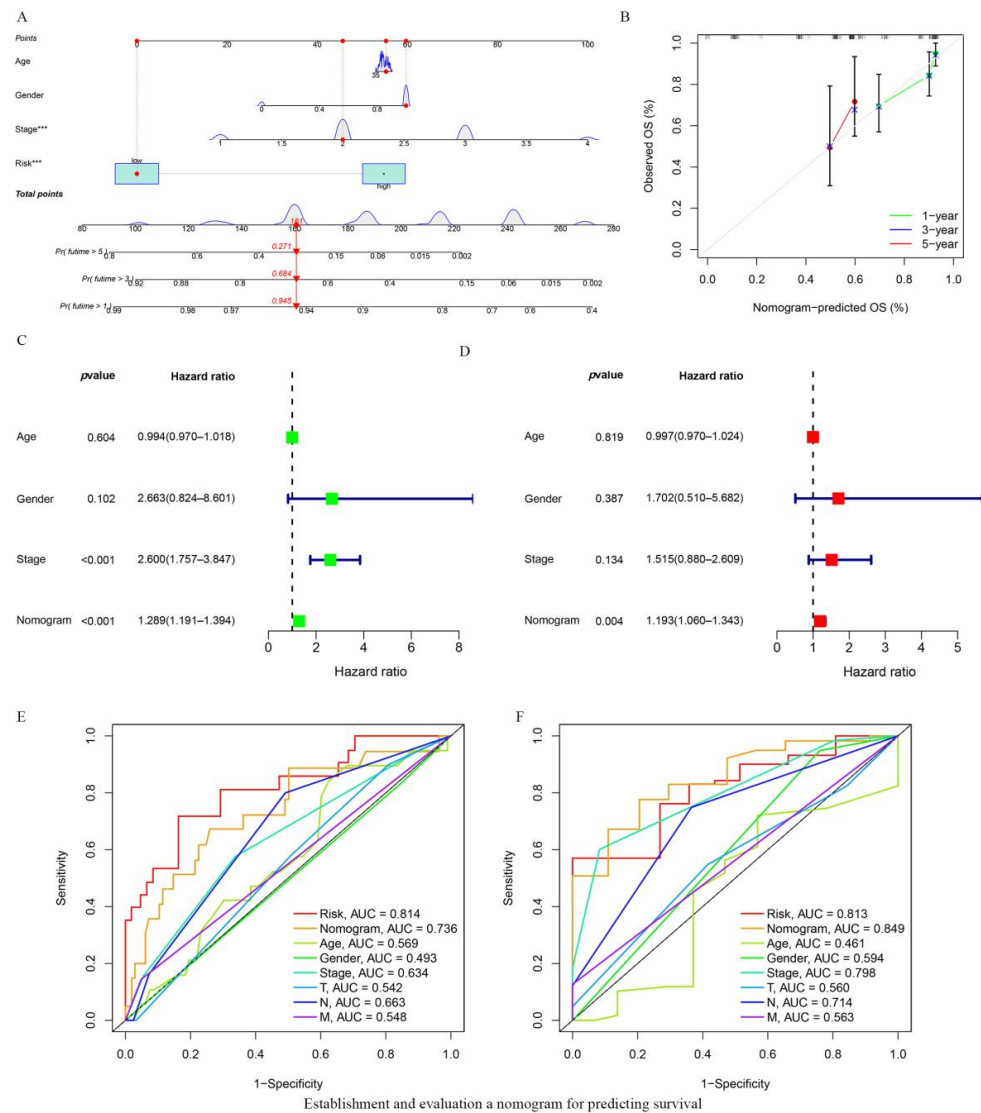 A
Points
0 20 40 60 80 100
Age
35
Gender
0 0.4 0.8
Stage***
1 1.5 2 2.5 3 3.5 4
Risk***
low
high
Total points
161
80 100 120 140 160 180 200 220 240 260 280
0.271
Pr( futime > 5 )
0.8 0.6 0.4 0.15 0.06 0.015 0.002
0.684
Pr( futime > 3 )
0.92 0.88 0.8 0.6 0.4 0.15 0.06 0.015 0.002
0.945
Pr( futime > 1 )
0.99 0.98 0.97 0.94 0.9 0.8 0.7 0.6 0.4
B
Observed OS (%)
1.0
0.8
0.6
0.4
0.2
0.0
1-year
3-year
5-year
0.0 0.2 0.4 0.6 0.8 1.0
Nomogram-predicted OS (%)
C
pvalue Hazard ratio
Age 0.604 0.994(0.970–1.018)
Gender 0.102 2.663(0.824–8.601)
Stage <0.001 2.600(1.757–3.847)
Nomogram <0.001 1.289(1.191–1.394)
0 2 4 6 8
Hazard ratio
D
pvalue Hazard ratio
Age 0.819 0.997(0.970–1.024)
Gender 0.387 1.702(0.510–5.682)
Stage 0.134 1.515(0.880–2.609)
Nomogram 0.004 1.193(1.060–1.343)
0 1 2 3 4 5
Hazard ratio
E
Sensitivity
1.0
0.8
0.6
0.4
0.2
0.0
Risk, AUC = 0.814
Nomogram, AUC = 0.736
Age, AUC = 0.569
Gender, AUC = 0.493
Stage, AUC = 0.634
T, AUC = 0.542
N, AUC = 0.663
M, AUC = 0.548
0.0 0.2 0.4 0.6 0.8 1.0
1-Specificity
F
Sensitivity
1.0
0.8
0.6
0.4
0.2
0.0
Risk, AUC = 0.813
Nomogram, AUC = 0.849
Age, AUC = 0.461
Gender, AUC = 0.594
Stage, AUC = 0.798
T, AUC = 0.560
N, AUC = 0.714
M, AUC = 0.563
0.0 0.2 0.4 0.6 0.8 1.0
1-Specificity
Establishment and evaluation a nomogram for predicting survival